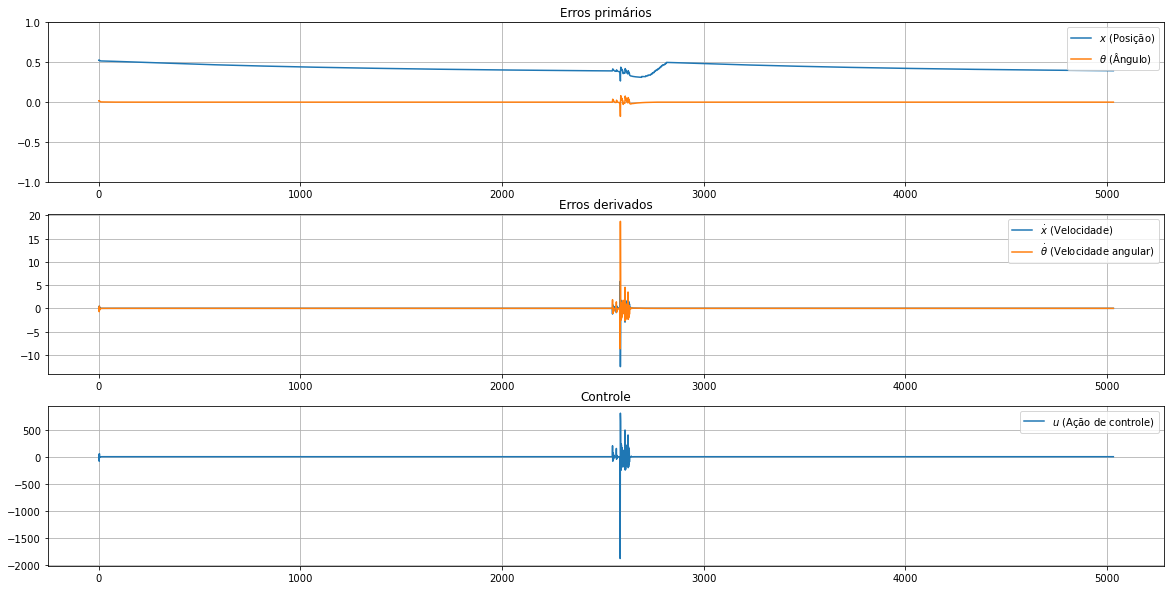 Erros primários
1.0
0.5
0.0
−0.5
−1.0
x (Posição)
θ (Ângulo)
0 1000 2000 3000 4000 5000
Erros derivados
20
15
10
5
0
−5
−10
ẋ (Velocidade)
θ̇ (Velocidade angular)
0 1000 2000 3000 4000 5000
Controle
500
0
−500
−1000
−1500
−2000
u (Ação de controle)
0 1000 2000 3000 4000 5000